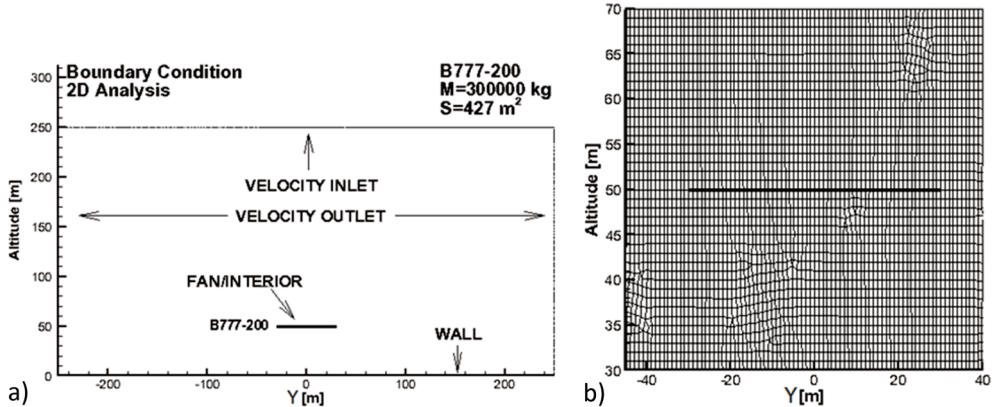 Boundary Condition
2D Analysis
B777-200
M=300000 kg
S=427 m²
300
250
200
150
100
50
0
Altitude [m]
VELOCITY INLET
VELOCITY OUTLET
FAN/INTERIOR
B777-200
WALL
-200
-100
0
100
200
Y [m]
a)
70
65
60
55
50
45
40
35
30
Altitude [m]
-40
-20
0
20
40
Y [m]
b)